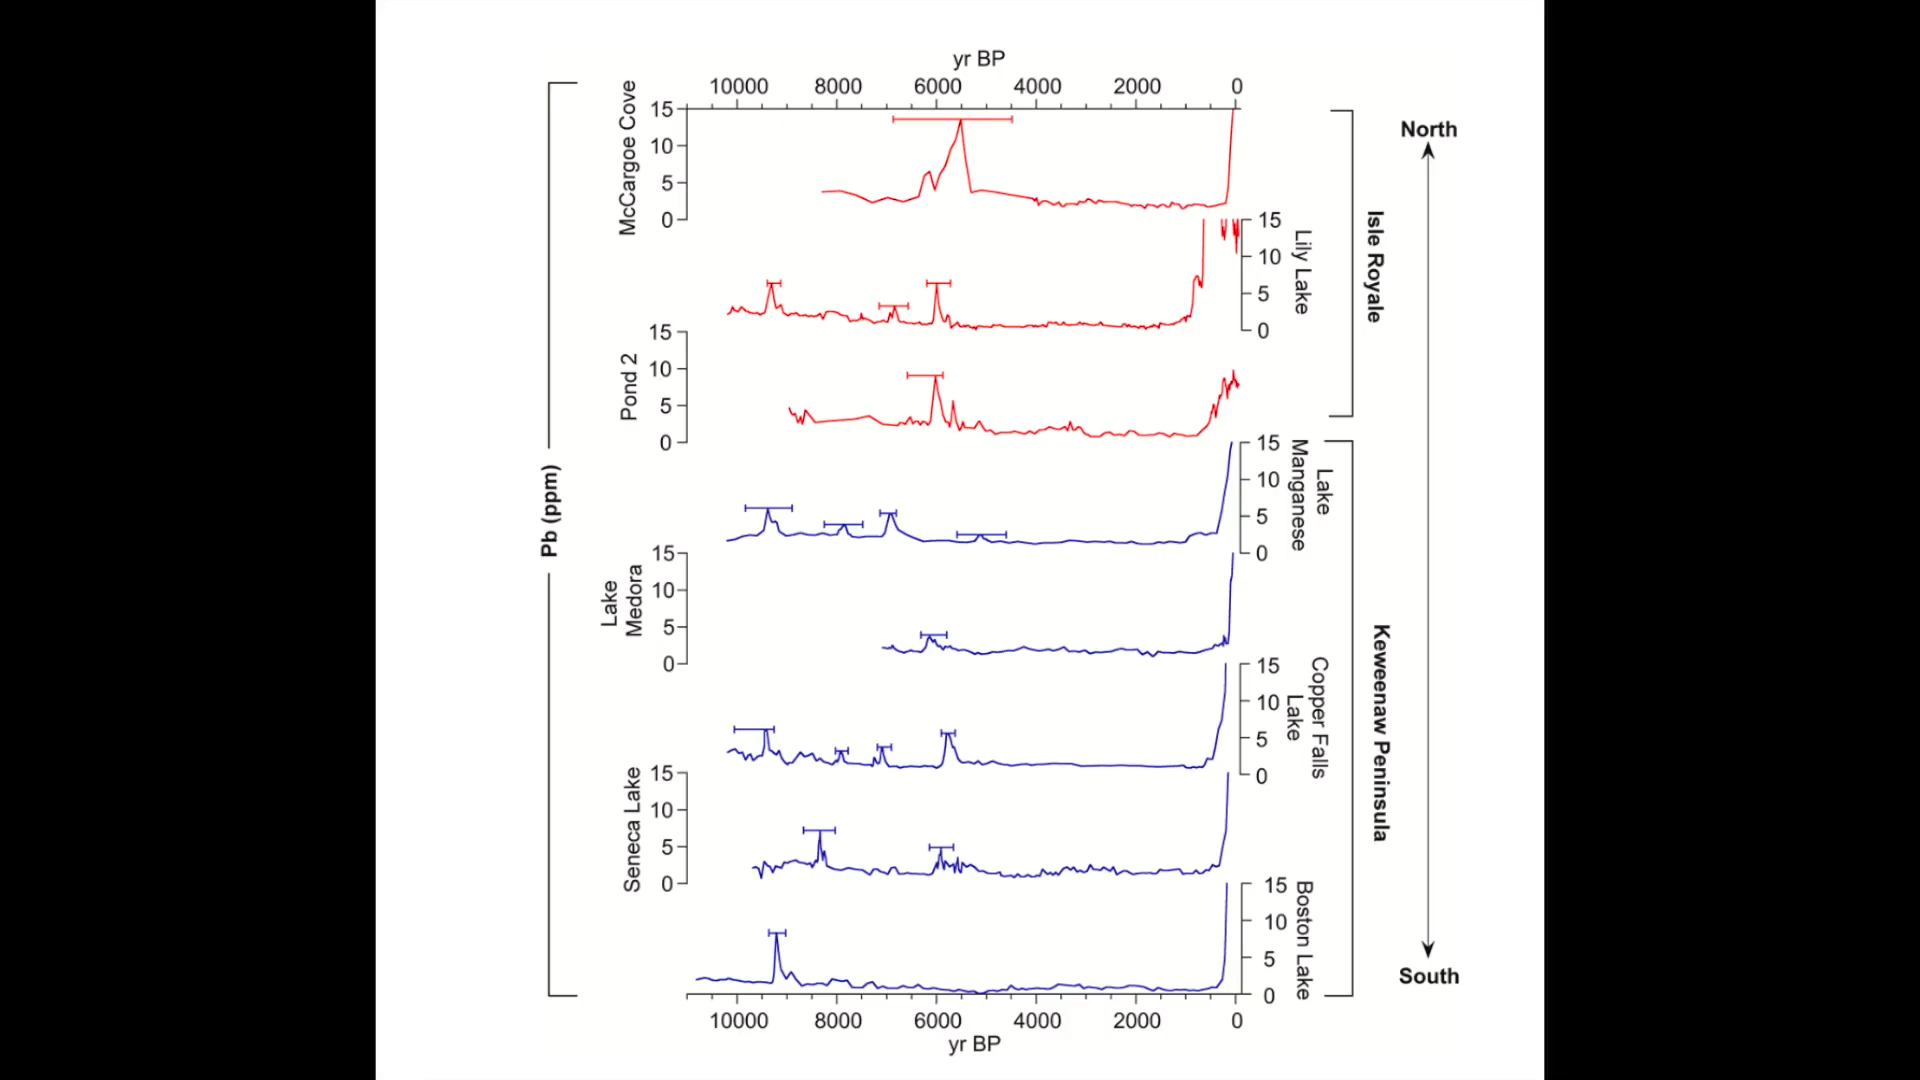 yr BP
10000 8000 6000 4000 2000 0
McCargoe Cove
15
10
5
0
North
Isle Royale
Lily Lake
15
10
5
0
Pond 2
15
10
5
0
Pb (ppm)
Lake
Manganese
15
10
5
0
Lake
Medora
15
10
5
0
Keweenaw Peninsula
Copper Falls
Lake
15
10
5
0
Seneca Lake
15
10
5
0
Boston Lake
15
10
5
0
South
10000 8000 6000 4000 2000 0
yr BP